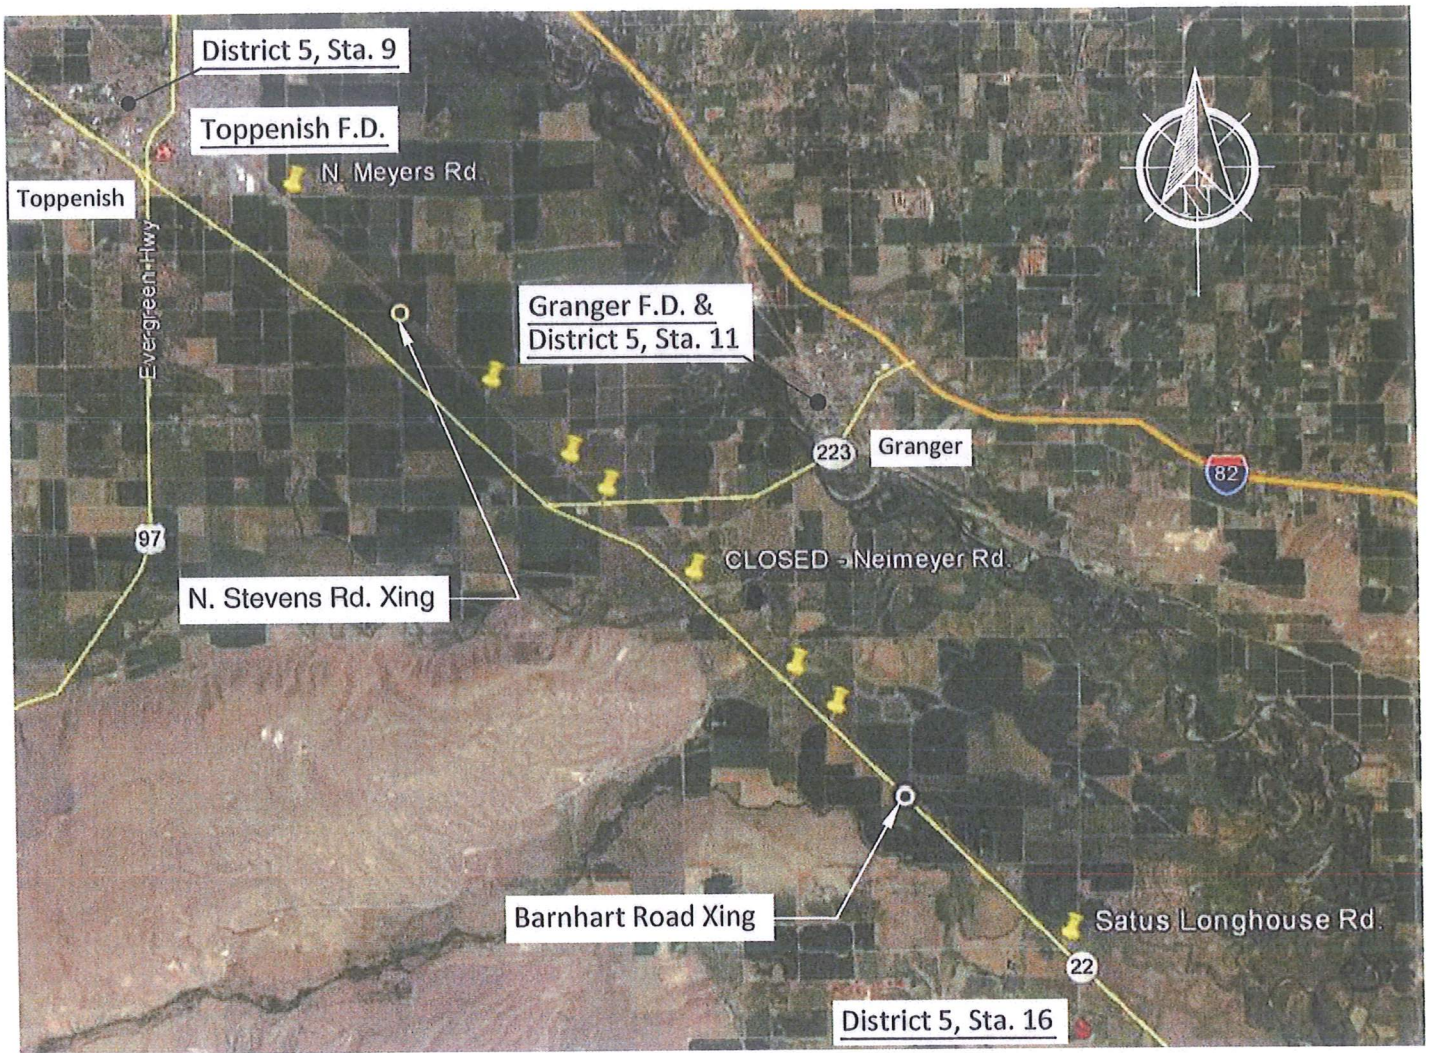 District 5, Sta. 9
Toppenish F.D.
N. Meyers Rd.
Toppenish
Evergreen Hwy
Granger F.D. &
District 5, Sta. 11
223
Granger
82
97
CLOSED - Neimeyer Rd.
N. Stevens Rd. Xing
Barnhart Road Xing
Satus Longhouse Rd.
22
District 5, Sta. 16
N